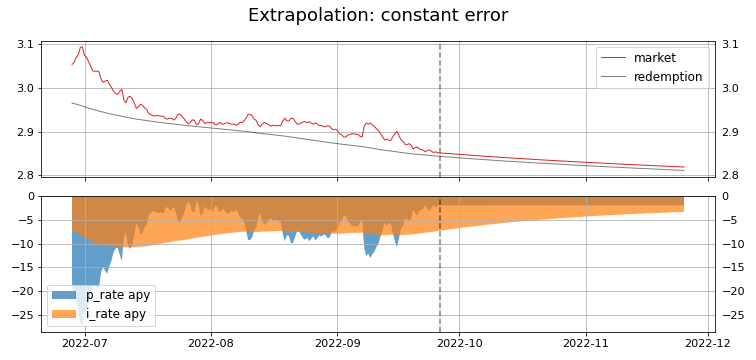 Extrapolation: constant error
3.1 3.1
market
redemption
3.0 3.0
2.9 2.9
2.8 2.8
0 0
−5 −5
−10 −10
−15 −15
−20 −20
−25 −25
p_rate apy
i_rate apy
2022-07 2022-08 2022-09 2022-10 2022-11 2022-12